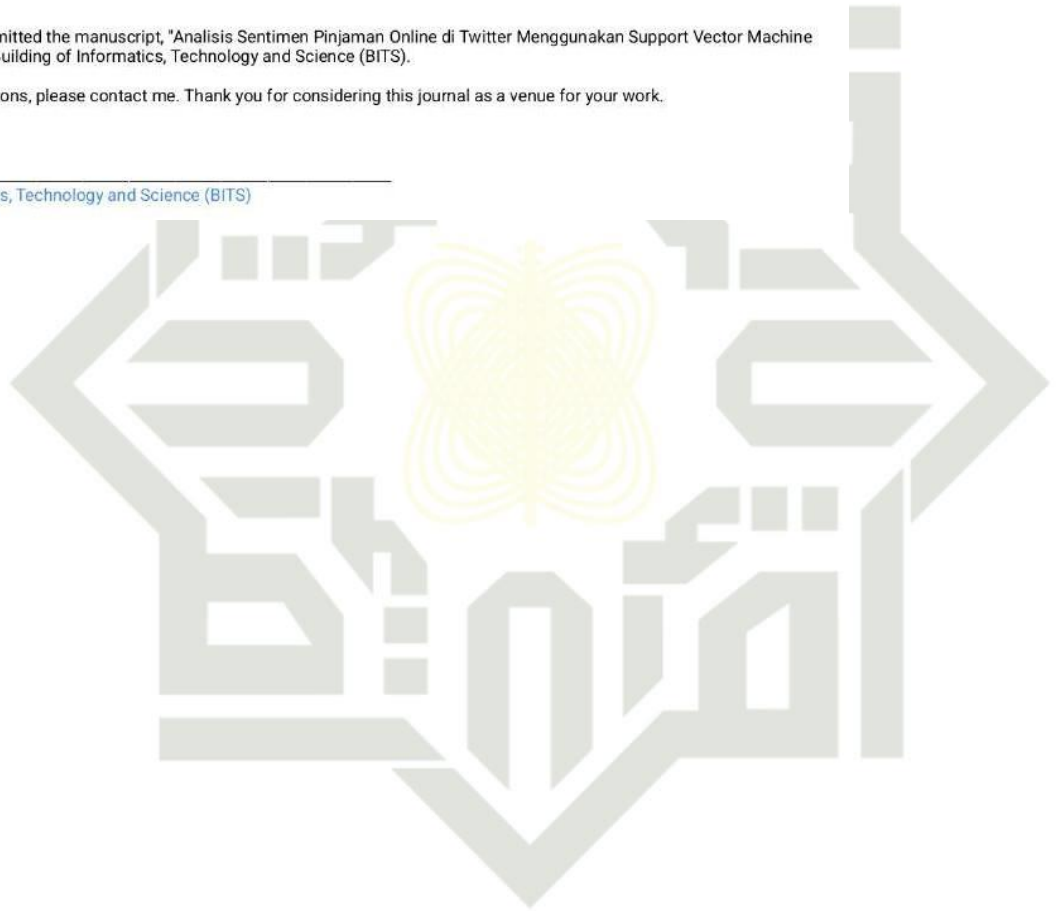 mitted the manuscript, "Analisis Sentimen Pinjaman Online di Twitter Menggunakan Support Vector Machine
uilding of Informatics, Technology and Science (BITS).
ons, please contact me. Thank you for considering this journal as a venue for your work.
s, Technology and Science (BITS)